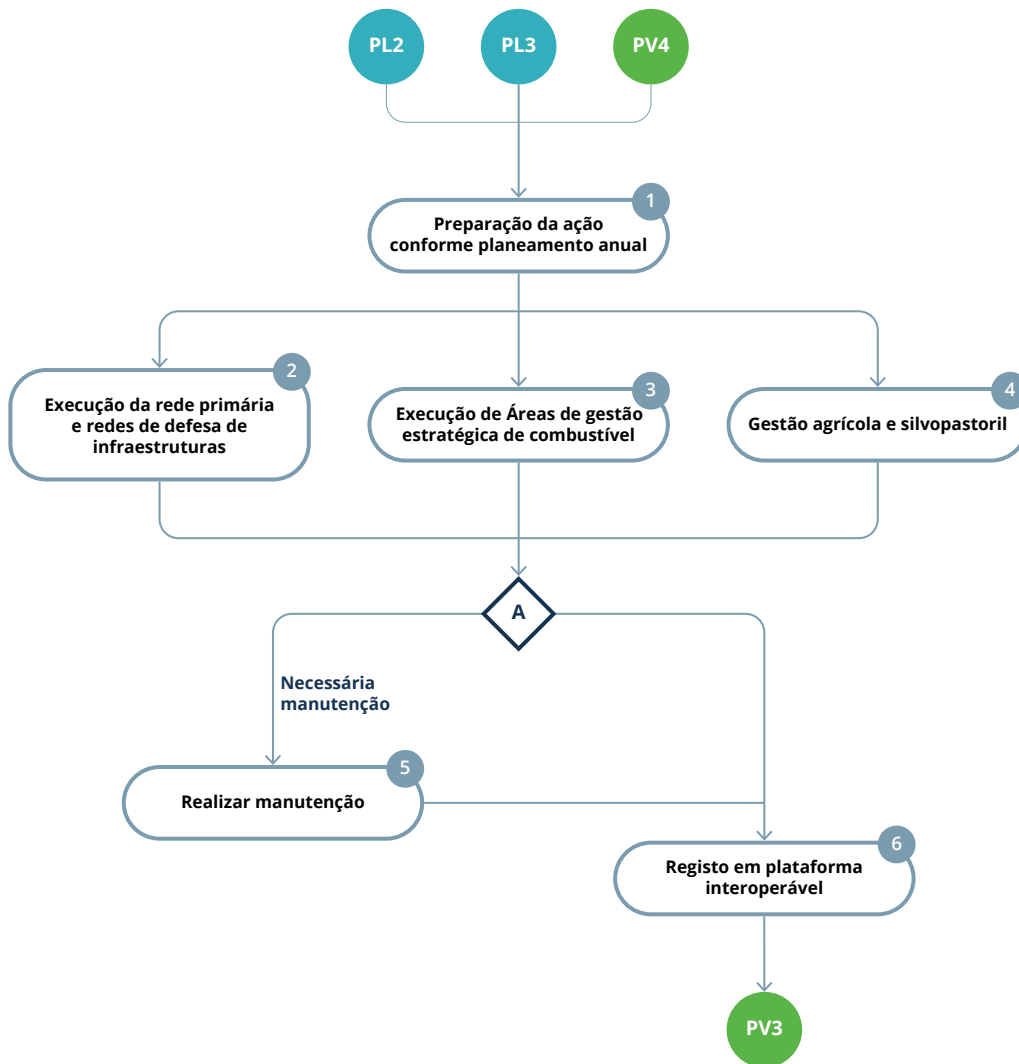 PL2
PL3
PV4
1
Preparação da ação
conforme planeamento anual
2
Execução da rede primária
e redes de defesa de
infraestruturas
3
Execução de Áreas de gestão
estratégica de combustível
4
Gestão agrícola e silvopastoril
A
Necessária
manutenção
5
Realizar manutenção
6
Registo em plataforma
interoperável
PV3